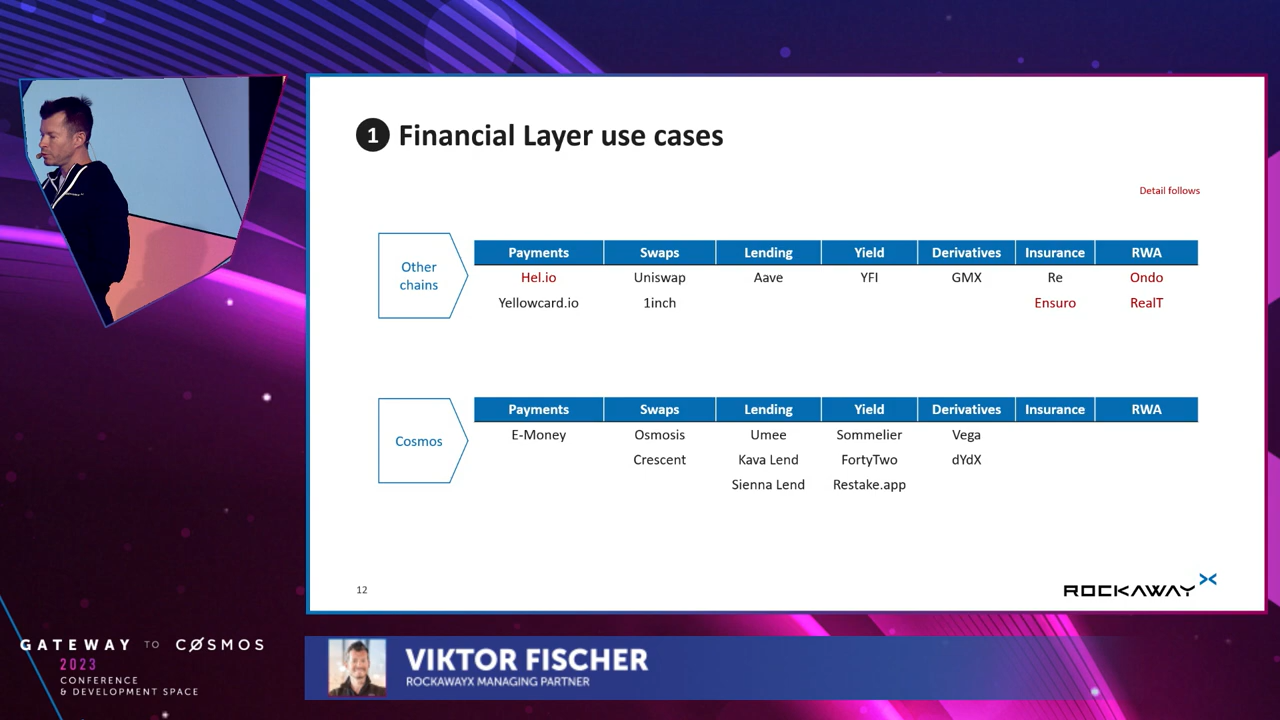 1 Financial Layer use cases
Detail follows
Other
chains
Payments Swaps Lending Yield Derivatives Insurance RWA
Hel.io Uniswap Aave YFI GMX Re Ondo
Yellowcard.io 1inch Ensuro RealT
Cosmos
Payments Swaps Lending Yield Derivatives Insurance RWA
E-Money Osmosis Umee Sommelier Vega
Crescent Kava Lend FortyTwo dYdX
Sienna Lend Restake.app
12
ROCKAWAY
GATEWAY TO COSMOS
2023
CONFERENCE
& DEVELOPMENT SPACE
VIKTOR FISCHER
ROCKAWAYX MANAGING PARTNER